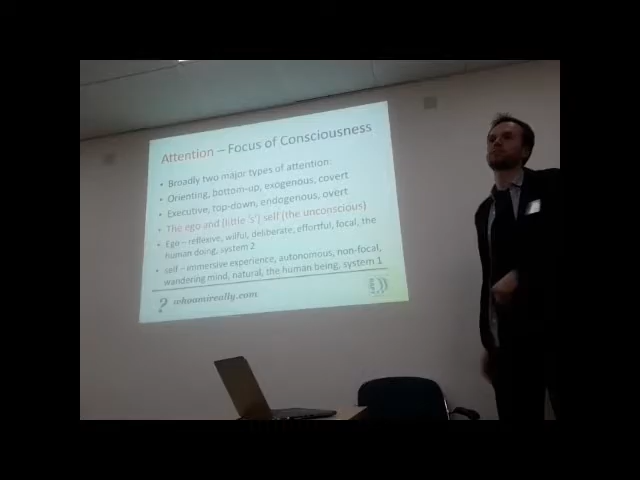 Attention – Focus of Consciousness
• Broadly two major types of attention:
• Orienting, bottom-up, exogenous, covert
• Executive, top-down, endogenous, overt
• The ego and (little 's') self (the unconscious)
• Ego – reflexive, wilful, deliberate, effortful, focal, the
human doing, system 2
• self – immersive experience, autonomous, non-focal,
wandering mind, natural, the human being, system 1
? whoamireally.com